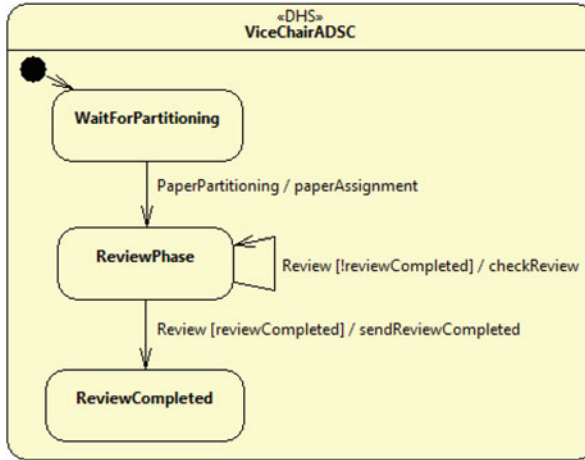 «DHS»
ViceChairADSC
WaitForPartitioning
PaperPartitioning / paperAssignment
ReviewPhase
Review [!reviewCompleted] / checkReview
Review [reviewCompleted] / sendReviewCompleted
ReviewCompleted